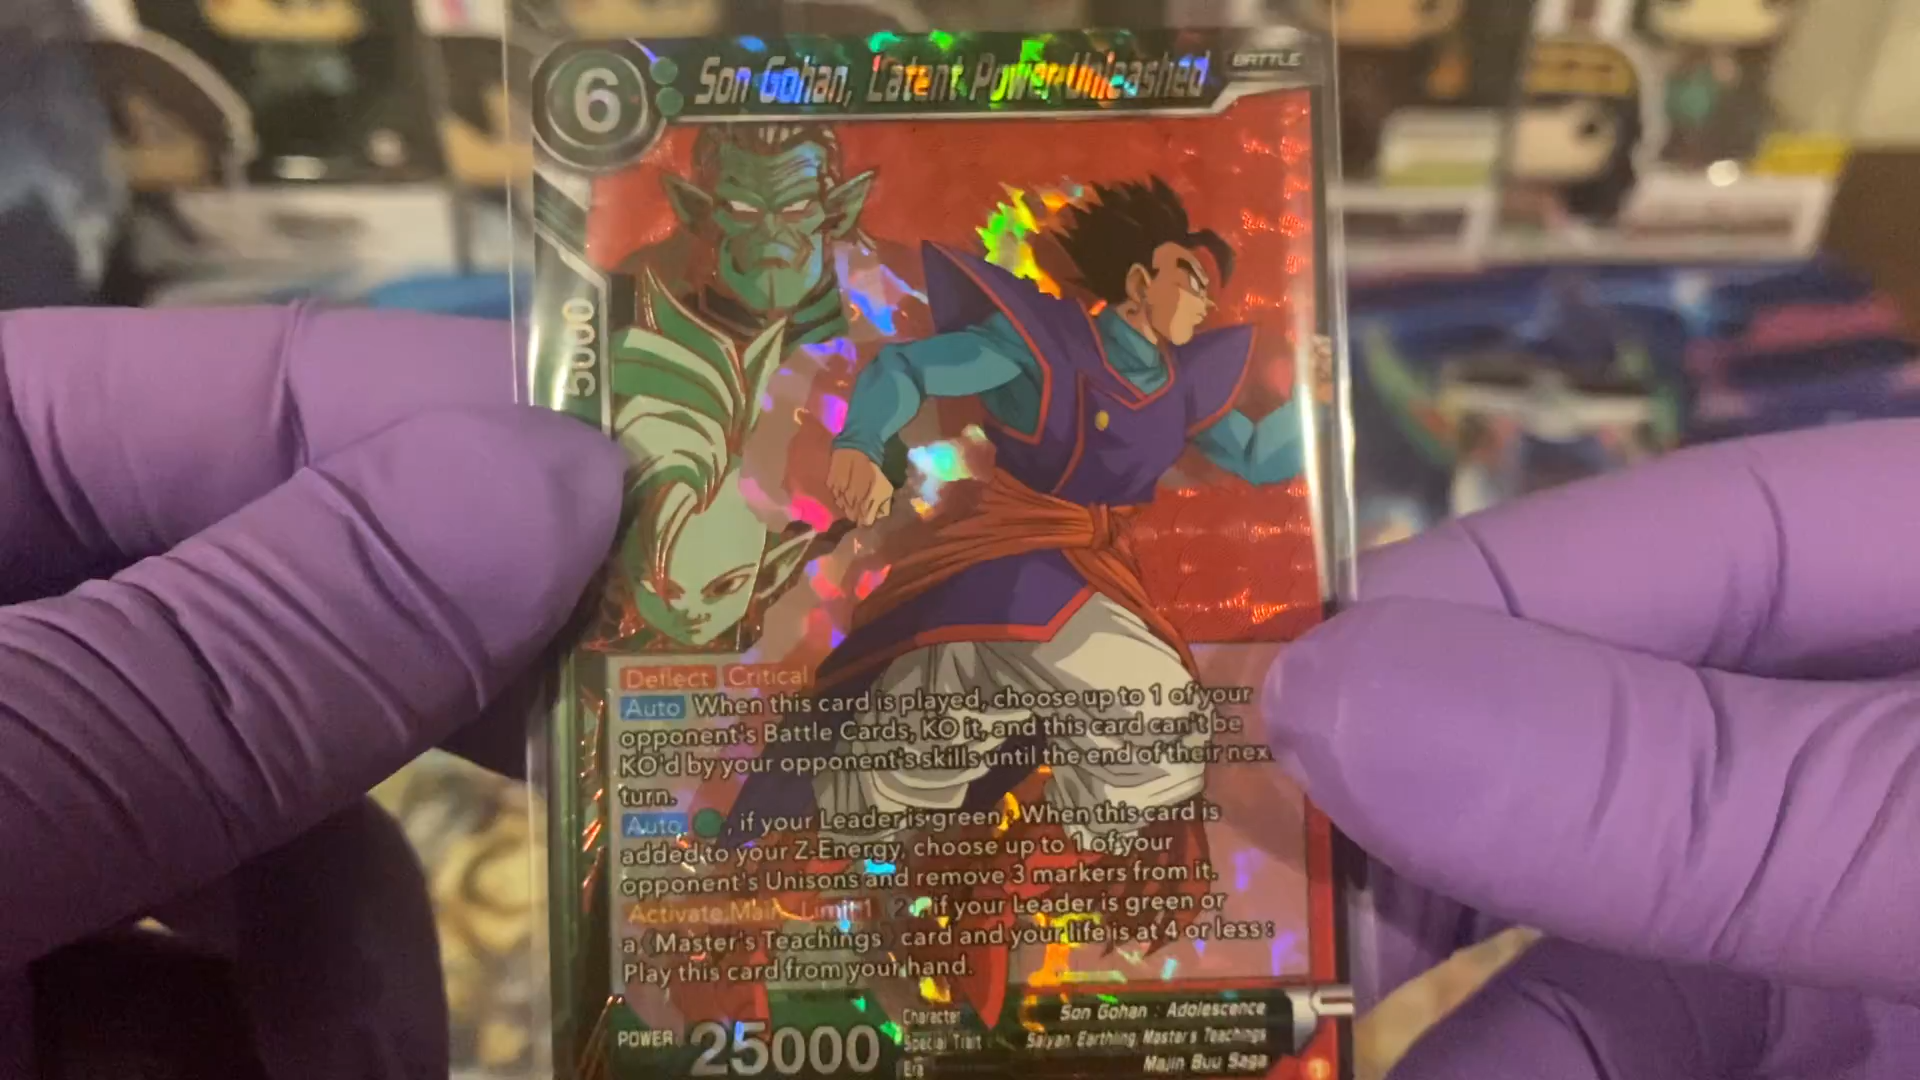 6
Son Gohan, Latent Power Unleashed
BATTLE
5000
Deflect Critical
Auto When this card is played, choose up to 1 of your
opponent's Battle Cards, KO it, and this card can't be
KO'd by your opponent's skills until the end of their nex
turn.
Auto , if your Leader is green : When this card is
added to your Z-Energy, choose up to 1 of your
opponent's Unisons and remove 3 markers from it.
Activate Main Limit 1 2 , if your Leader is green or
a 《Master's Teachings》 card and your life is at 4 or less :
Play this card from your hand.
POWER 25000
Character Son Gohan : Adolescence
Special Trait Saiyan, Earthling, Master's Teachings
Era Majin Buu Saga